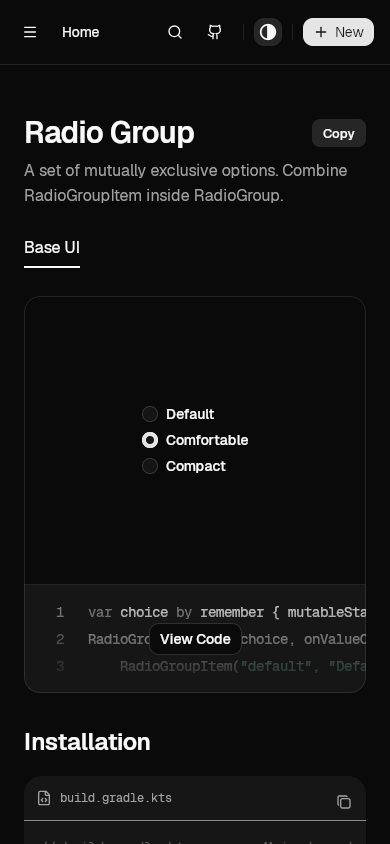 Home
New
Radio Group
Copy
A set of mutually exclusive options. Combine
RadioGroupItem inside RadioGroup.
Base UI
Default
Comfortable
Compact
1 var choice by remember { mutableSta
2 RadioGro choice, onValueC
View Code
3 RadioGroupItem("default", "Defa
Installation
build.gradle.kts